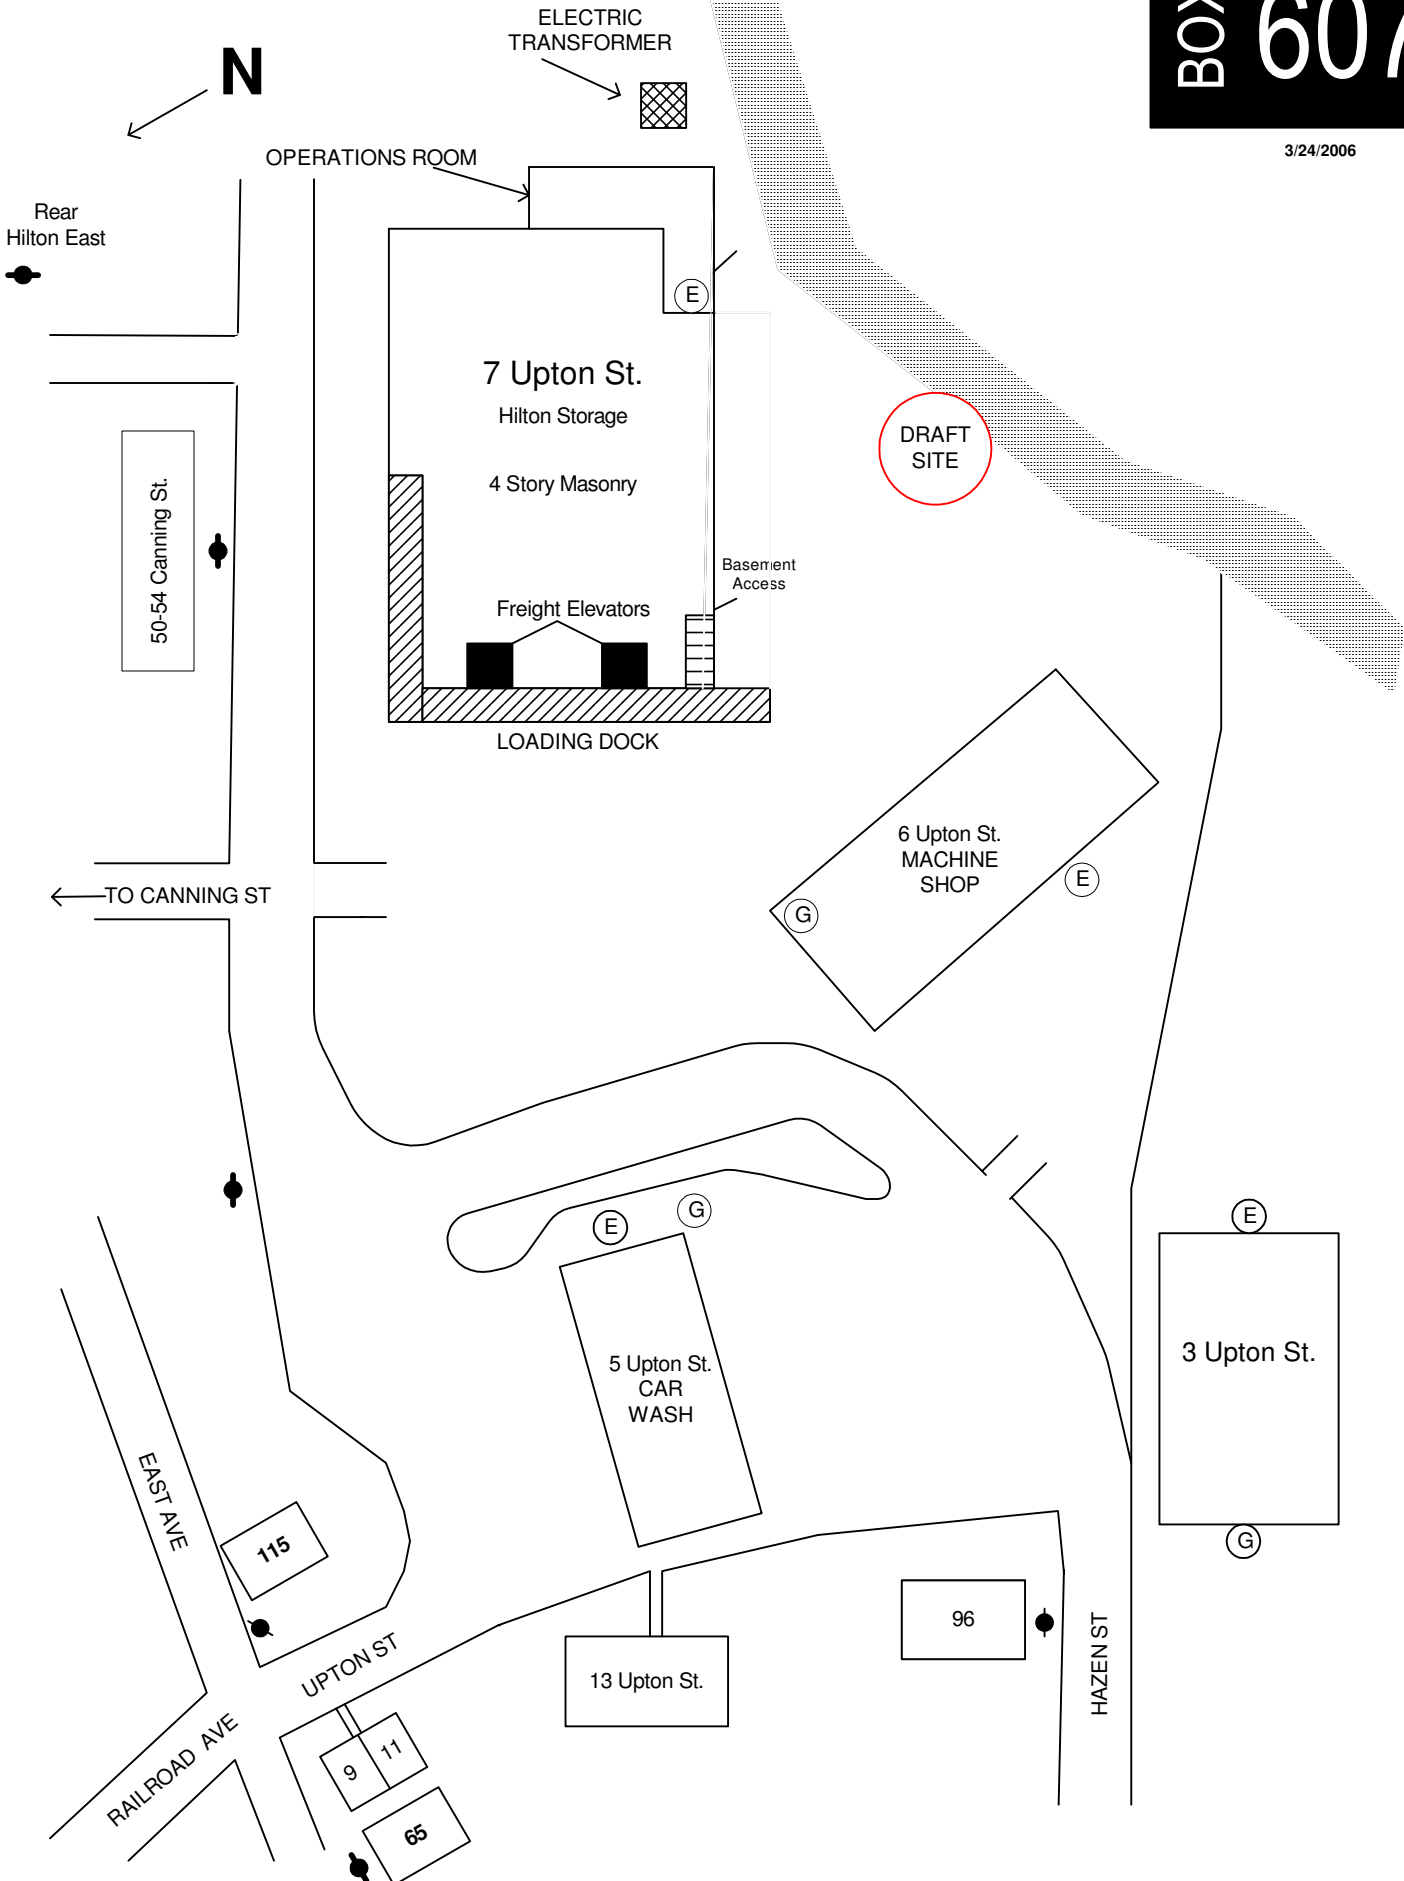 ELECTRIC
TRANSFORMER
BOX
607
3/24/2006
N
OPERATIONS ROOM
Rear
Hilton East
E
7 Upton St.
Hilton Storage
4 Story Masonry
DRAFT
SITE
50-54 Canning St.
Basement
Access
Freight Elevators
LOADING DOCK
6 Upton St.
MACHINE
SHOP
E
G
TO CANNING ST
E
G
E
5 Upton St.
CAR
WASH
3 Upton St.
G
EAST AVE
115
UPTON ST
13 Upton St.
96
HAZEN ST
RAILROAD AVE
9
11
65